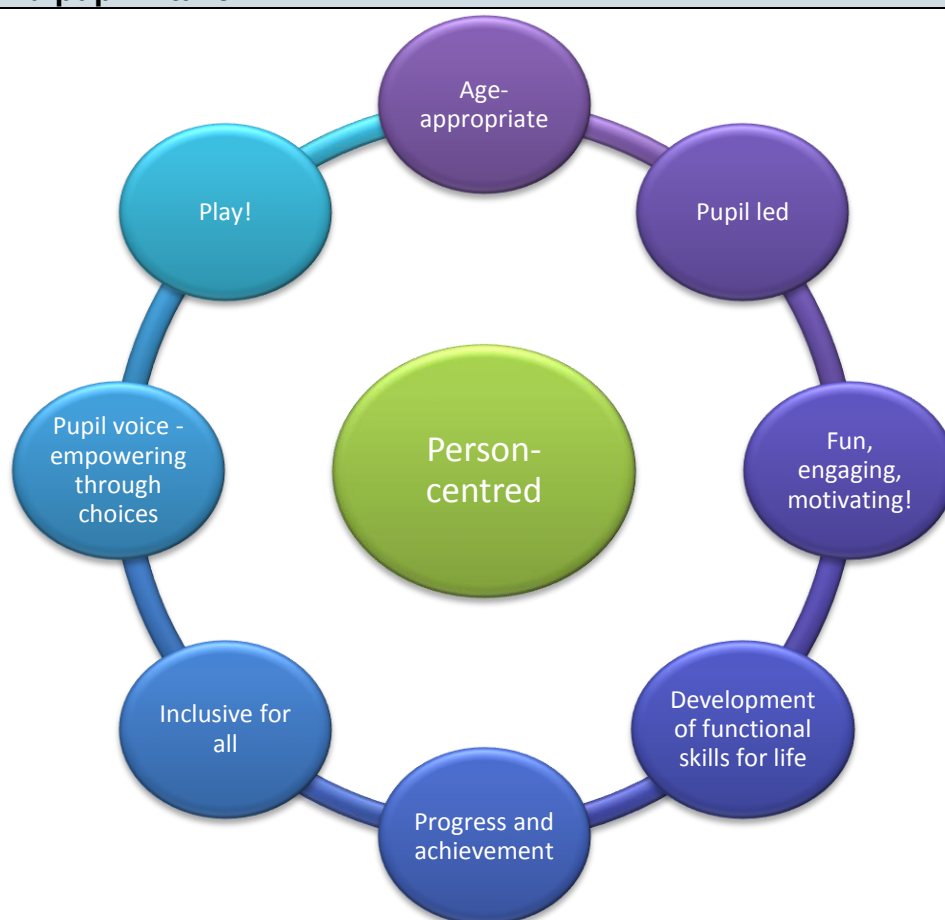 Age-
appropriate
Pupil led
Fun,
engaging,
motivating!
Development
of functional
skills for life
Progress and
achievement
Inclusive for
all
Pupil voice -
empowering
through
choices
Play!
Person-
centred